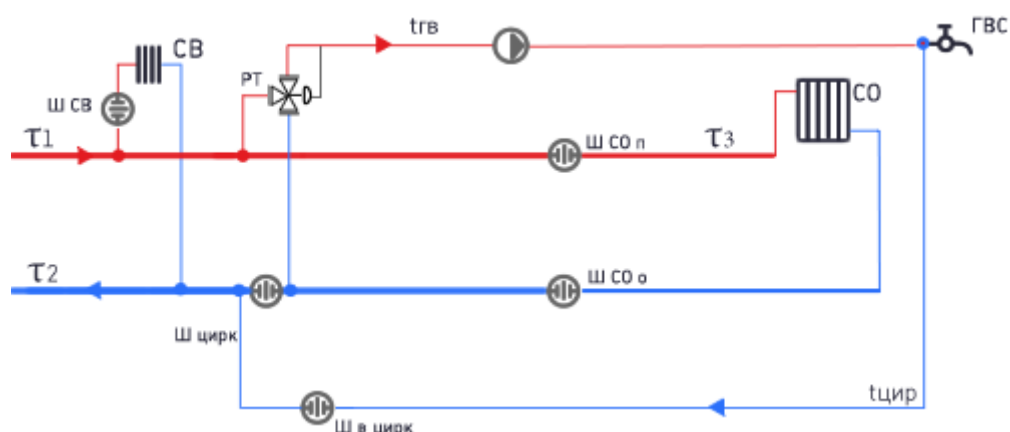 tгв
ГВС
СВ
РТ
СО
Ш СВ
τ1
Ш СО п
τ3
τ2
Ш СО о
Ш цирк
tцир
Ш в цирк